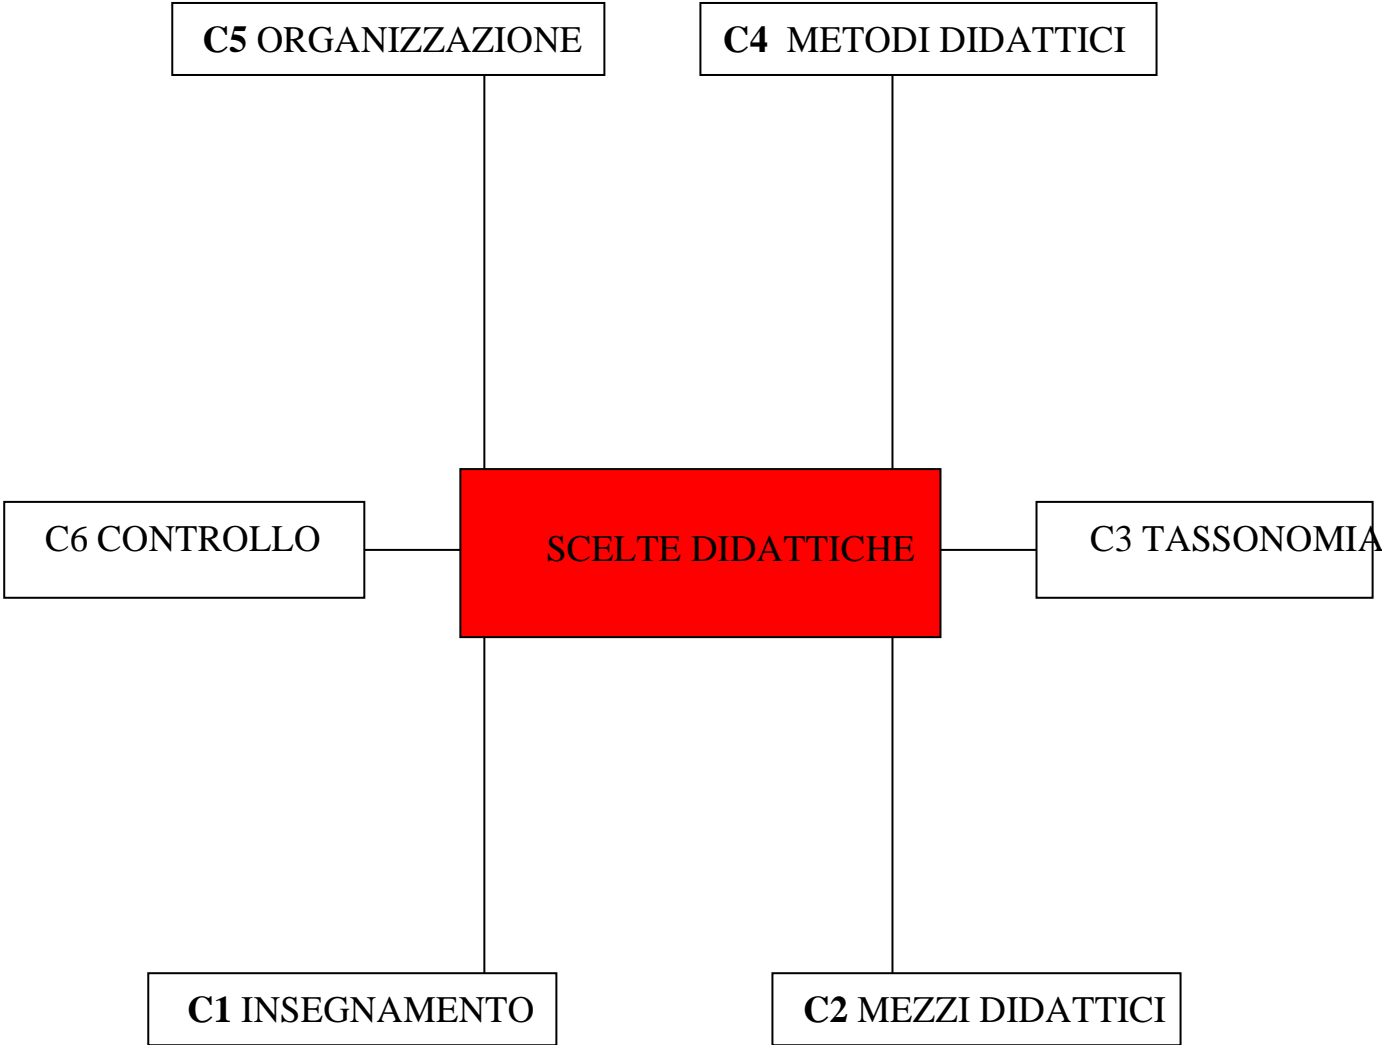 C5 ORGANIZZAZIONE
C4 METODI DIDATTICI
C6 CONTROLLO
SCELTE DIDATTICHE
C3 TASSONOMIA
C1 INSEGNAMENTO
C2 MEZZI DIDATTICI